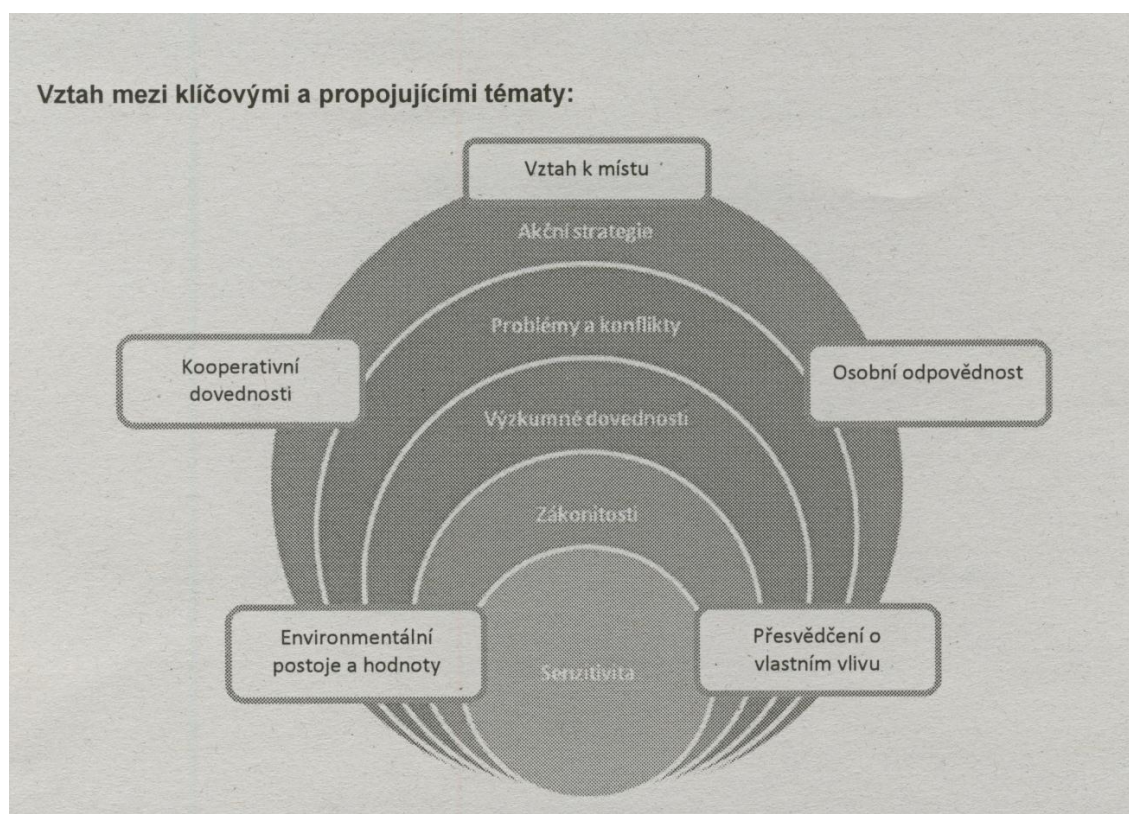 Vztah mezi klíčovými a propojujícími tématy:
Vztah k místu
Akční strategie
Problémy a konflikty
Kooperativní
dovednosti
Osobní odpovědnost
Výzkumné dovednosti
Zákonitosti
Environmentální
postoje a hodnoty
Přesvědčení o
vlastním vlivu
Senzitivita